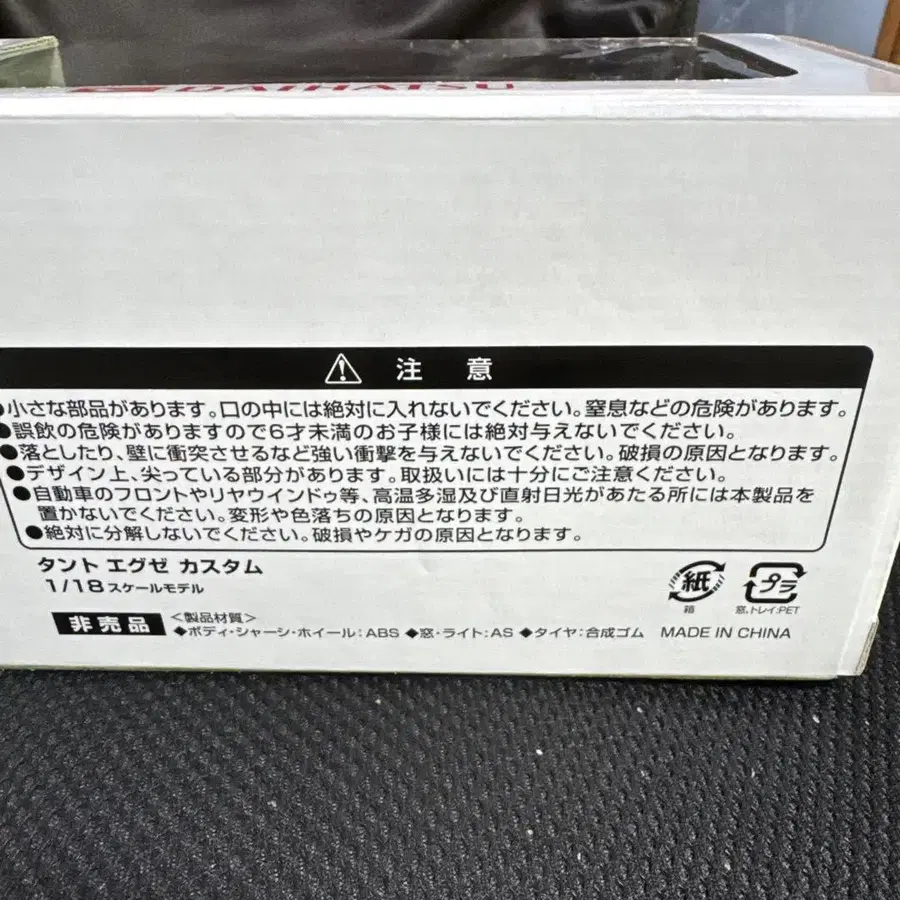 DAIHATSU
注意
●小さな部品があります。口の中には絶対に入れないでください。窒息などの危険があります。
●誤飲の危険がありますので6才未満のお子様には絶対与えないでください。
●落としたり、壁に衝突させるなど強い衝撃を与えないでください。破損の原因となります。
●デザイン上、尖っている部分があります。取扱いには十分にご注意ください。
●自動車のフロントやリヤウインドゥ等、高温多湿及び直射日光があたる所には本製品を
置かないでください。変形や色落ちの原因となります。
●絶対に分解しないでください。破損やケガの原因となります。
タント エグゼ カスタム
1/18スケールモデル
紙
プラ
箱
窓、トレイ:PET
非売品
<製品材質>
◆ボディ・シャーシ・ホイール:ABS ◆窓・ライト:AS ◆タイヤ:合成ゴム MADE IN CHINA